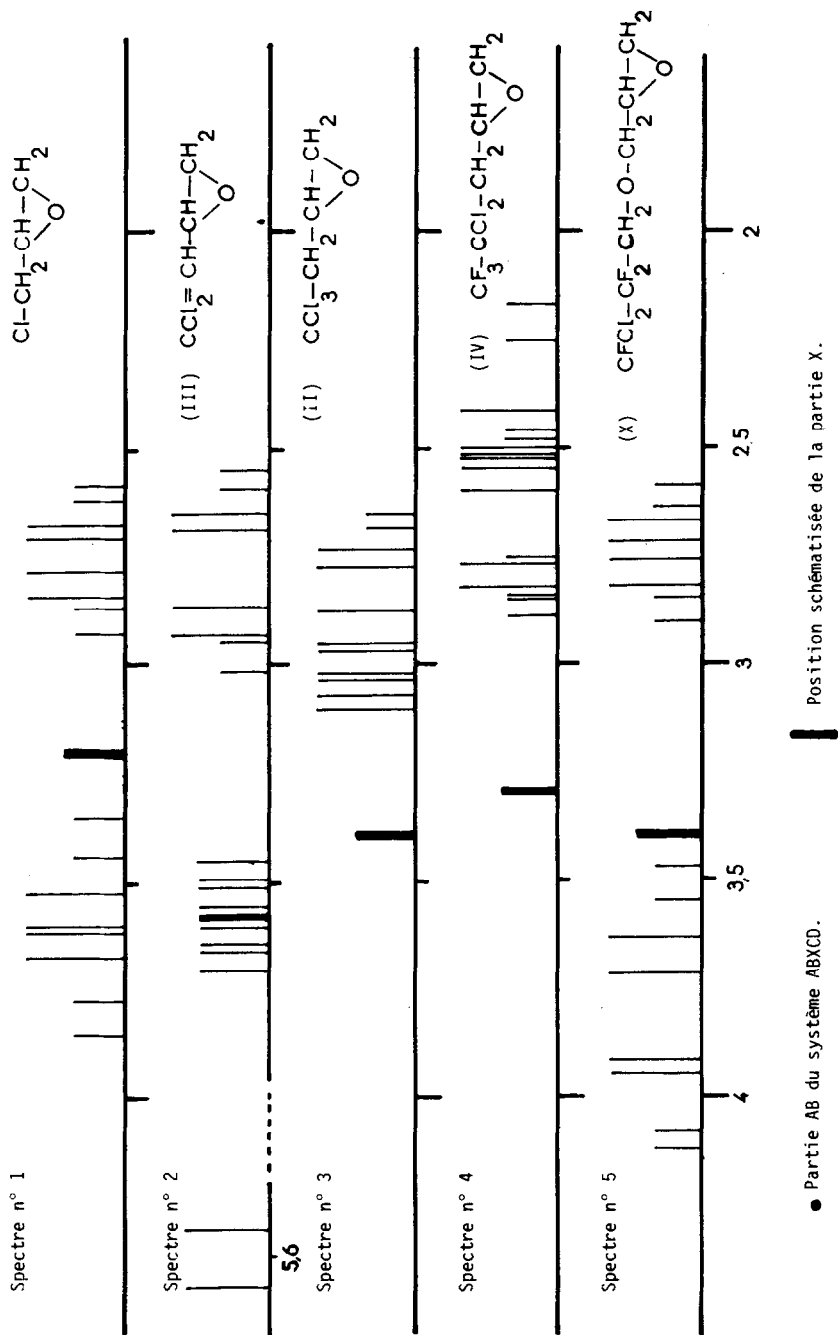 Spectre n° 1
Cl-CH2-CH-CH2
O
Spectre n° 2
(III) CCl2=CH-CH-CH2
O
5,6
Spectre n° 3
(II) CCl3-CH2-CH-CH2
O
Spectre n° 4
(IV) CF3-CCl2-CH2-CH-CH2
O
Spectre n° 5
(X) CFCl2-CF2-CH2-O-CH2-CH-CH2
O
4
3,5
3
2,5
2
● Partie AB du système ABXCD.
Position schématisée de la partie X.